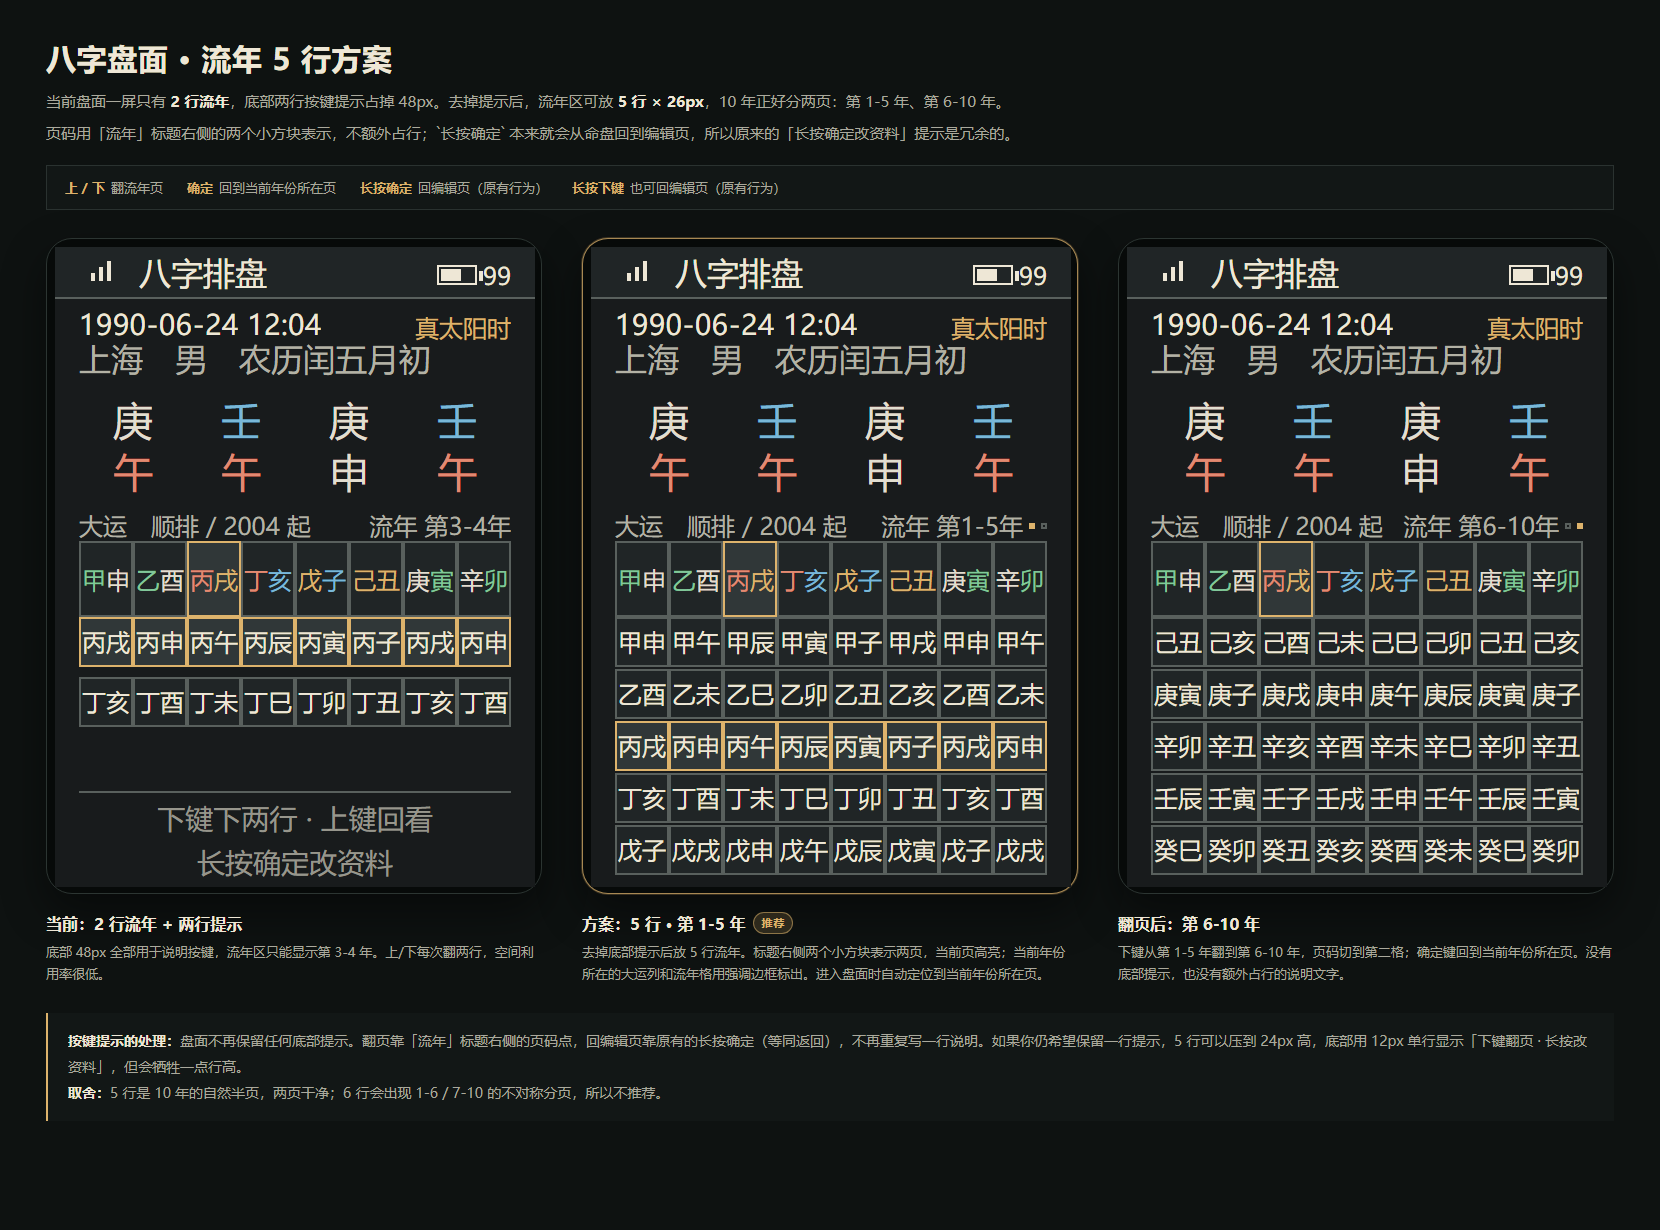 八字盘面 • 流年 5 行方案
当前盘面一屏只有 2 行流年，底部两行按键提示占掉 48px。去掉提示后，流年区可放 5 行 × 26px，10 年正好分两页：第 1-5 年、第 6-10 年。
页码用「流年」标题右侧的两个小方块表示，不额外占行；`长按确定` 本来就会从命盘回到编辑页，所以原来的「长按确定改资料」提示是冗余的。
上 / 下 翻流年页 确定 回到当前年份所在页 长按确定 回编辑页（原有行为） 长按下键 也可回编辑页（原有行为）
八字排盘 99
1990-06-24 12:04 真太阳时
上海 男 农历闰五月初
庚 壬 庚 壬
午 午 申 午
大运 顺排 / 2004 起 流年 第3-4年
甲申 乙酉 丙戌 丁亥 戊子 己丑 庚寅 辛卯
丙戌 丙申 丙午 丙辰 丙寅 丙子 丙戌 丙申
丁亥 丁酉 丁未 丁巳 丁卯 丁丑 丁亥 丁酉
下键下两行 · 上键回看
长按确定改资料
当前：2 行流年 + 两行提示
底部 48px 全部用于说明按键，流年区只能显示第 3-4 年。上/下每次翻两行，空间利
用率很低。
八字排盘 99
1990-06-24 12:04 真太阳时
上海 男 农历闰五月初
庚 壬 庚 壬
午 午 申 午
大运 顺排 / 2004 起 流年 第1-5年
甲申 乙酉 丙戌 丁亥 戊子 己丑 庚寅 辛卯
甲申 甲午 甲辰 甲寅 甲子 甲戌 甲申 甲午
乙酉 乙未 乙巳 乙卯 乙丑 乙亥 乙酉 乙未
丙戌 丙申 丙午 丙辰 丙寅 丙子 丙戌 丙申
丁亥 丁酉 丁未 丁巳 丁卯 丁丑 丁亥 丁酉
戊子 戊戌 戊申 戊午 戊辰 戊寅 戊子 戊戌
方案：5 行 • 第 1-5 年 推荐
去掉底部提示后放 5 行流年。标题右侧两个小方块表示两页，当前页高亮；当前年份
所在的大运列和流年格用强调边框标出。进入盘面时自动定位到当前年份所在页。
八字排盘 99
1990-06-24 12:04 真太阳时
上海 男 农历闰五月初
庚 壬 庚 壬
午 午 申 午
大运 顺排 / 2004 起 流年 第6-10年
甲申 乙酉 丙戌 丁亥 戊子 己丑 庚寅 辛卯
己丑 己亥 己酉 己未 己巳 己卯 己丑 己亥
庚寅 庚子 庚戌 庚申 庚午 庚辰 庚寅 庚子
辛卯 辛丑 辛亥 辛酉 辛未 辛巳 辛卯 辛丑
壬辰 壬寅 壬子 壬戌 壬申 壬午 壬辰 壬寅
癸巳 癸卯 癸丑 癸亥 癸酉 癸未 癸巳 癸卯
翻页后：第 6-10 年
下键从第 1-5 年翻到第 6-10 年，页码切到第二格；确定键回到当前年份所在页。没有
底部提示，也没有额外占行的说明文字。
按键提示的处理：盘面不再保留任何底部提示。翻页靠「流年」标题右侧的页码点，回编辑页靠原有的长按确定（等同返回），不再重复写一行说明。如果你仍希望保留一行提示，5 行可以压到 24px 高，底部用 12px 单行显示「下键翻页 · 长按改
资料」，但会牺牲一点行高。
取舍：5 行是 10 年的自然半页，两页干净；6 行会出现 1-6 / 7-10 的不对称分页，所以不推荐。